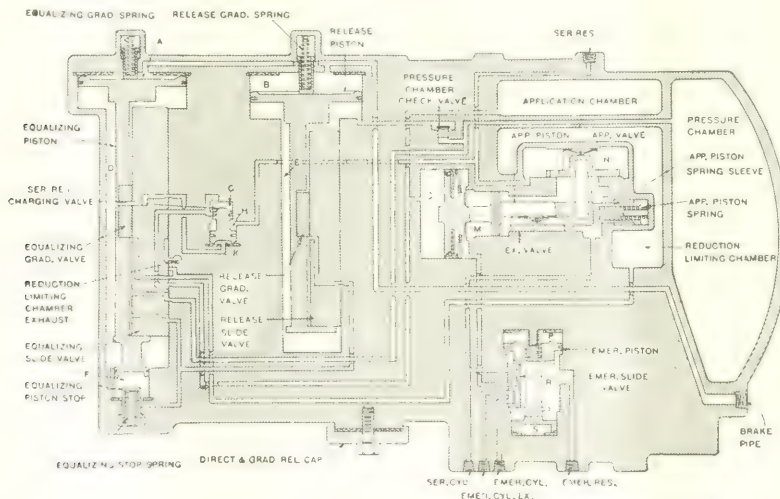 EQUALIZING GRAD SPRING
RELEASE GRAD. SPRING
A
RELEASE
PISTON
SER RES
B
PRESSURE
CHAMBER
CHECK VALVE
APPLICATION CHAMBER
PRESSURE
CHAMBER
EQUALIZING
PISTON
APP. PISTON
APP. VALVE
N
APP. PISTON
SPRING SLEEVE
D
E
SER RES
CHARGING VALVE
G
H
K
J
M
APP. PISTON
SPRING
EX. VALVE
EQUALIZING
GRAD. VALVE
REDUCTION
LIMITING CHAMBER
REDUCTION
LIMITING
CHAMBER
EXHAUST
RELEASE
GRAD.
VALVE
RELEASE
SLIDE
VALVE
EQUALIZING
SLIDE VALVE
P
EMER. PISTON
EMER. SLIDE
VALVE
R
S
F
EQUALIZING
PISTON STOP
BRAKE
PIPE
EQUALIZING STOP SPRING
DIRECT & GRAD REL CAP
SER. CYL.
EMER. CYL.
EMER. RES.
EMER. CYL. EX.